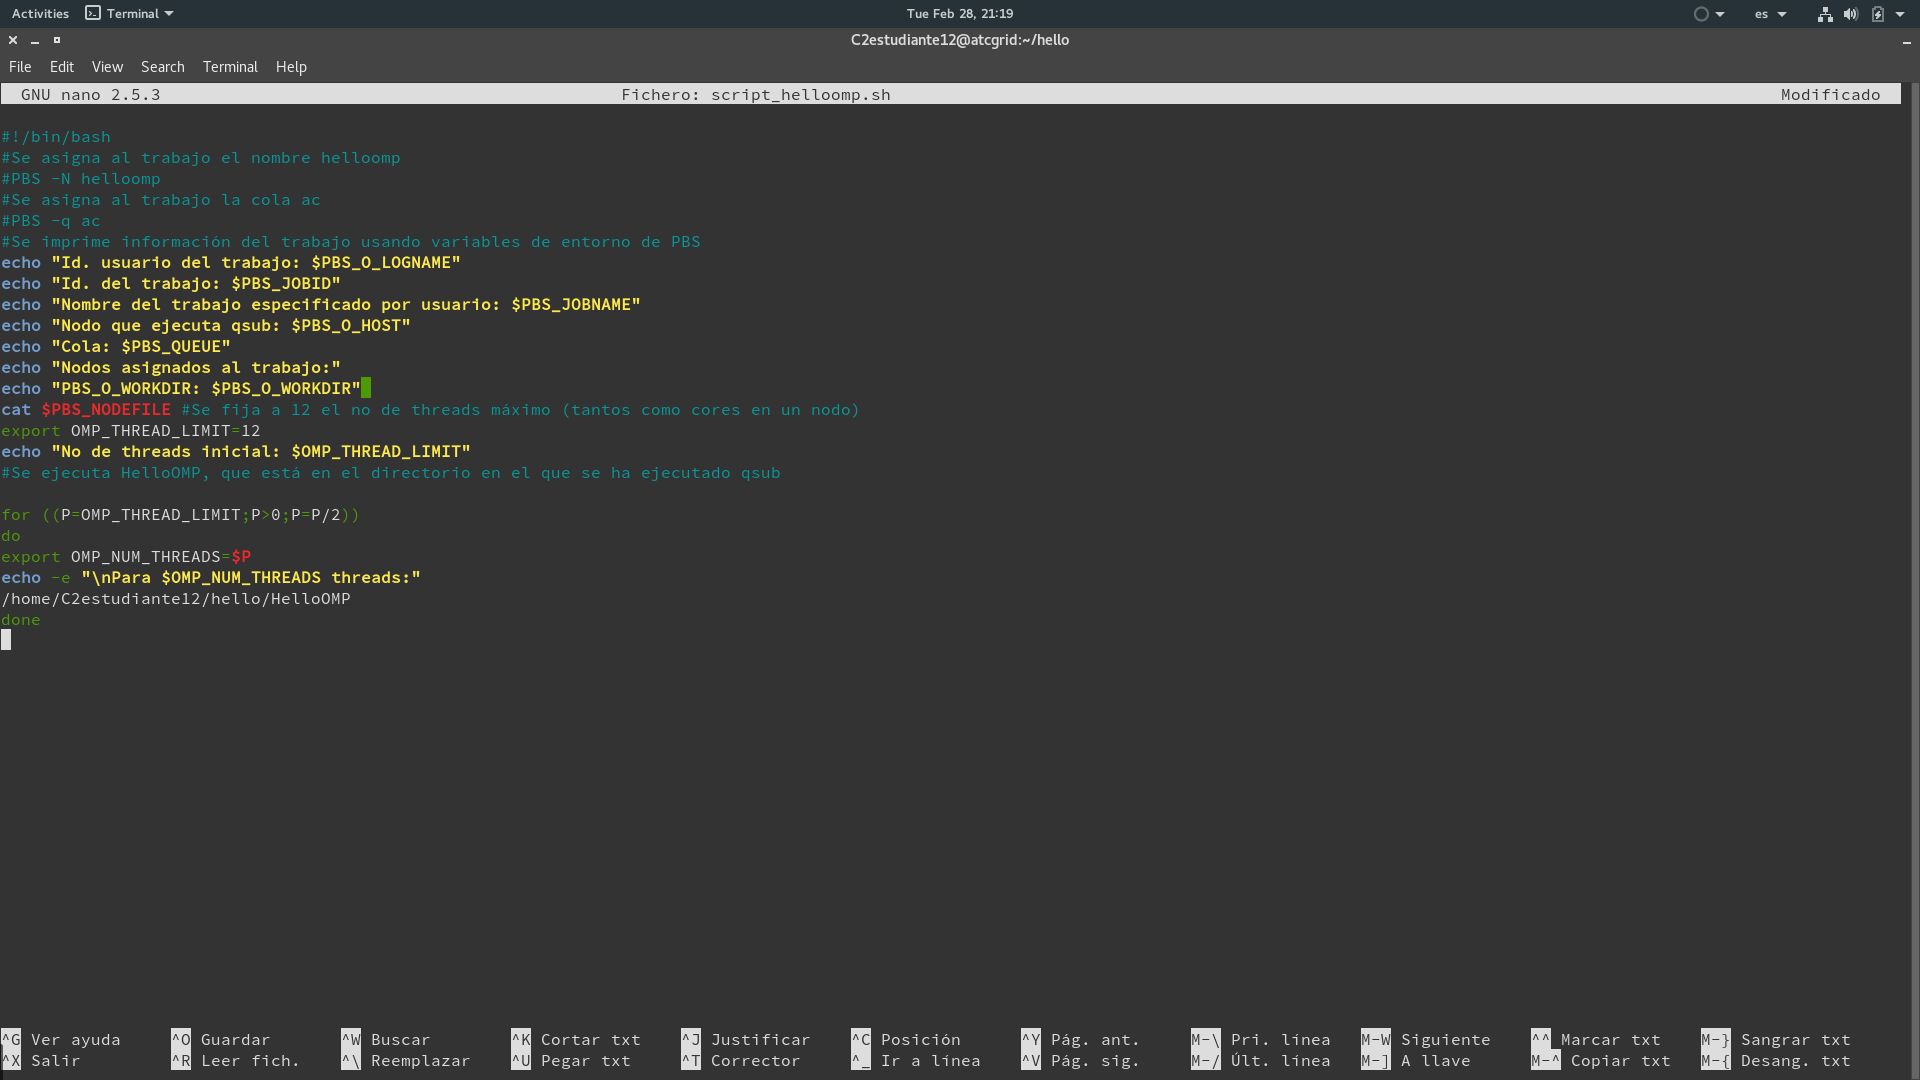 Activities Terminal Tue Feb 28, 21:19 es
C2estudiante12@atcgrid:~/hello
File Edit View Search Terminal Help
GNU nano 2.5.3 Fichero: script_helloomp.sh Modificado
#!/bin/bash
#Se asigna al trabajo el nombre helloomp
#PBS -N helloomp
#Se asigna al trabajo la cola ac
#PBS -q ac
#Se imprime información del trabajo usando variables de entorno de PBS
echo "Id. usuario del trabajo: $PBS_O_LOGNAME"
echo "Id. del trabajo: $PBS_JOBID"
echo "Nombre del trabajo especificado por usuario: $PBS_JOBNAME"
echo "Nodo que ejecuta qsub: $PBS_O_HOST"
echo "Cola: $PBS_QUEUE"
echo "Nodos asignados al trabajo:"
echo "PBS_O_WORKDIR: $PBS_O_WORKDIR"
cat $PBS_NODEFILE #Se fija a 12 el no de threads máximo (tantos como cores en un nodo)
export OMP_THREAD_LIMIT=12
echo "No de threads inicial: $OMP_THREAD_LIMIT"
#Se ejecuta HelloOMP, que está en el directorio en el que se ha ejecutado qsub
for ((P=OMP_THREAD_LIMIT;P>0;P=P/2))
do
export OMP_NUM_THREADS=$P
echo -e "\nPara $OMP_NUM_THREADS threads:"
/home/C2estudiante12/hello/HelloOMP
done
^G Ver ayuda ^O Guardar ^W Buscar ^K Cortar txt ^J Justificar ^C Posición ^Y Pág. ant. M-\ Pri. línea M-W Siguiente ^^ Marcar txt M-} Sangrar txt
^X Salir ^R Leer fich. ^\ Reemplazar ^U Pegar txt ^T Corrector ^_ Ir a línea ^V Pág. sig. M-/ Últ. línea M-] A llave M-^ Copiar txt M-{ Desang. txt